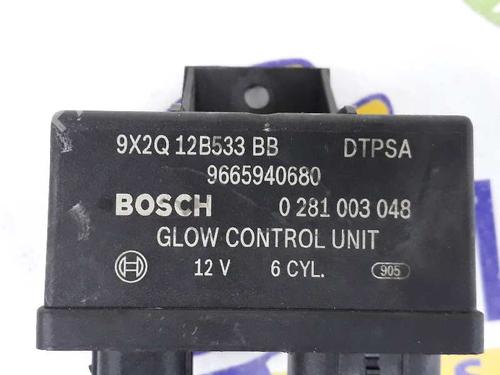 9X2Q 12B533 BB DTPSA
9665940680
BOSCH 0 281 003 048
GLOW CONTROL UNIT
12 V 6 CYL. 905